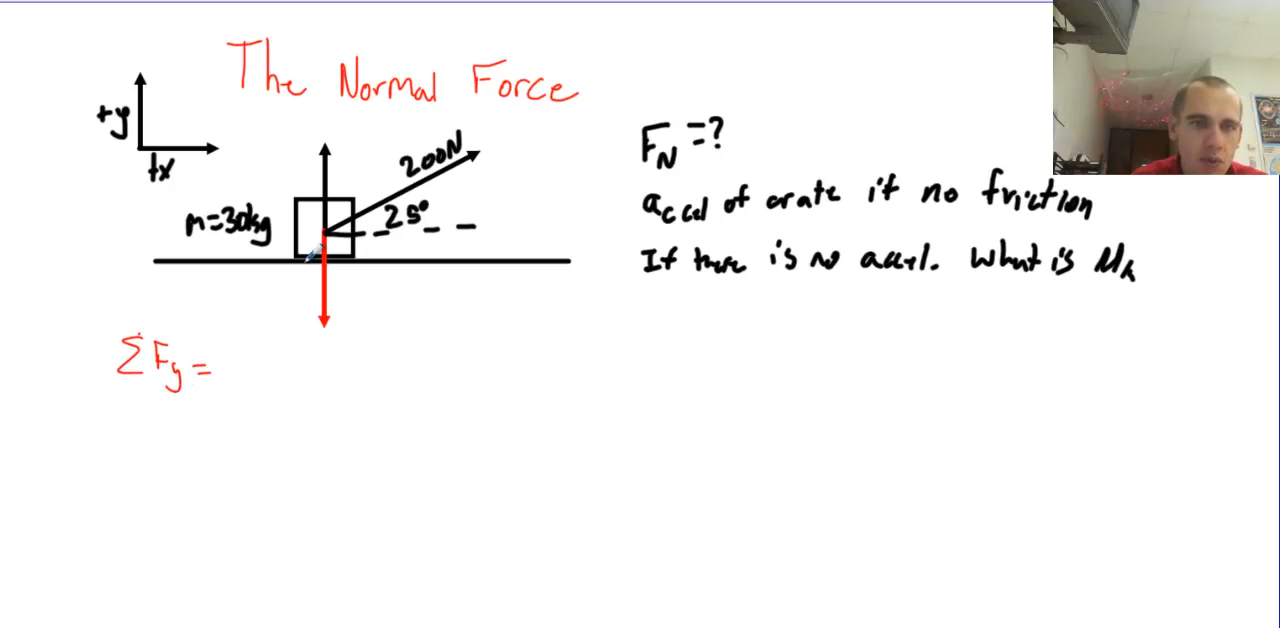 The Normal Force
+y
+x
200N
25°
m=30kg
F_N =?
accel of crate if no friction
If there is no accel. What is μ_k
ΣF_y =